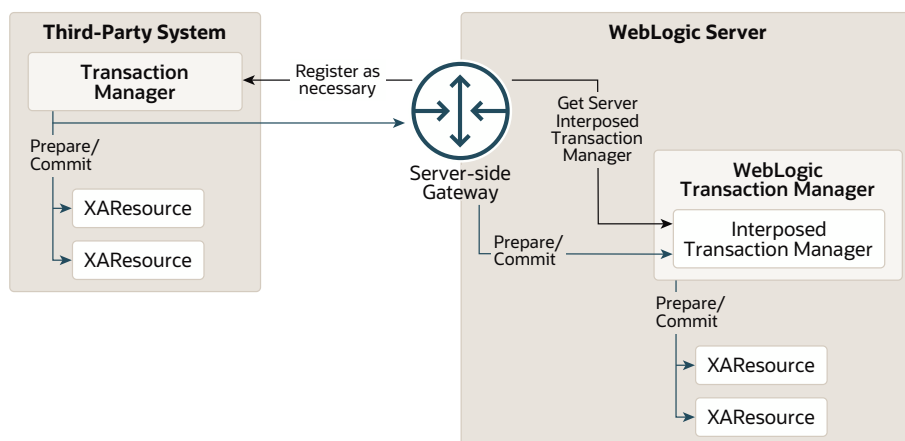 Third-Party System
Transaction
Manager
Prepare/
Commit
XAResource
XAResource
Register as
necessary
Server-side
Gateway
WebLogic Server
Get Server
Interposed
Transaction
Manager
Prepare/
Commit
WebLogic
Transaction Manager
Interposed
Transaction Manager
Prepare/
Commit
XAResource
XAResource